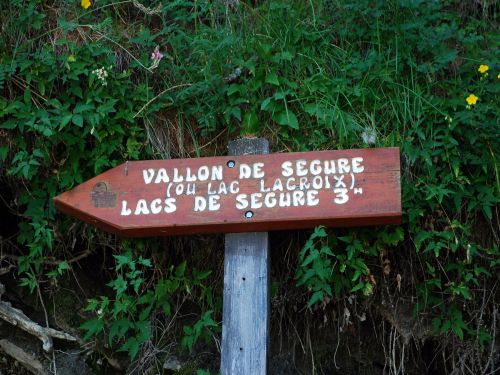 VALLON DE SEGURE
(OU LAC LACROIX)
LACS DE SEGURE 3H